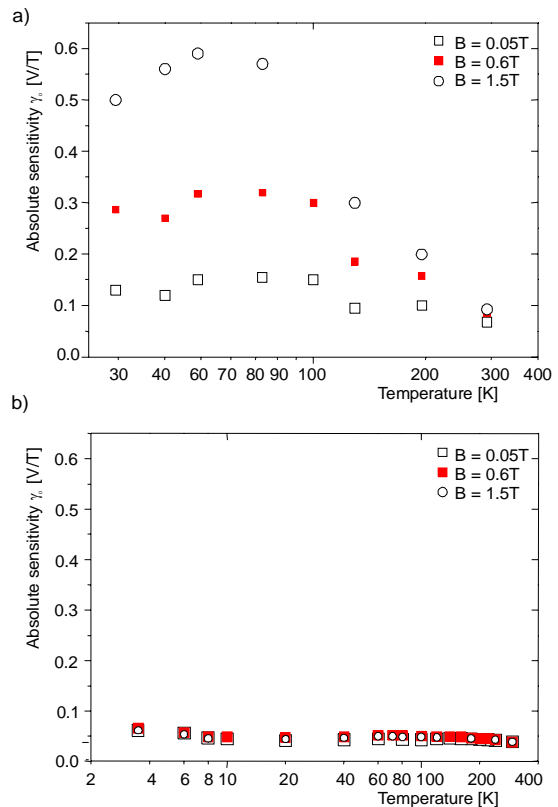 a)
Absolute sensitivity γ₀ [V/T]
0.6
0.5
0.4
0.3
0.2
0.1
0.0
B = 0.05T
B = 0.6T
B = 1.5T
30 40 50 60 70 80 90 100 200 300 400
Temperature [K]
b)
Absolute sensitivity γ₀ [V/T]
0.6
0.5
0.4
0.3
0.2
0.1
0.0
B = 0.05T
B = 0.6T
B = 1.5T
2 4 6 8 10 20 40 60 80 100 200 400
Temperature [K]